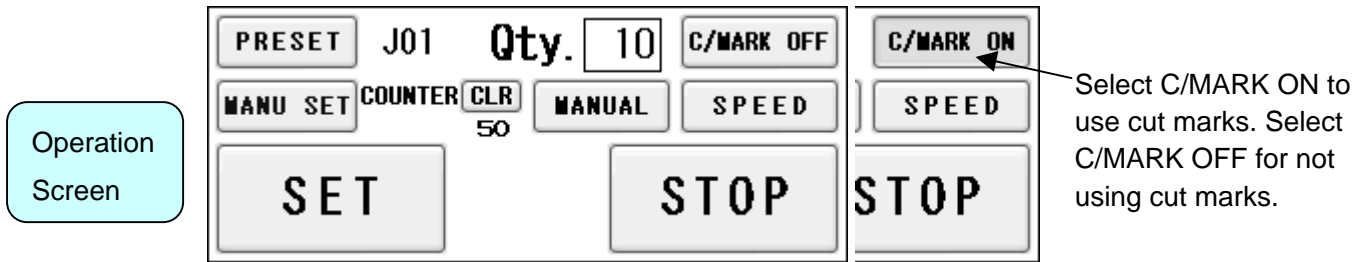 Operation
Screen
PRESET J01 Qty. 10 C/MARK OFF
MANU SET COUNTER CLR MANUAL SPEED
50
SET STOP
C/MARK ON
SPEED
STOP
Select C/MARK ON to
use cut marks. Select
C/MARK OFF for not
using cut marks.